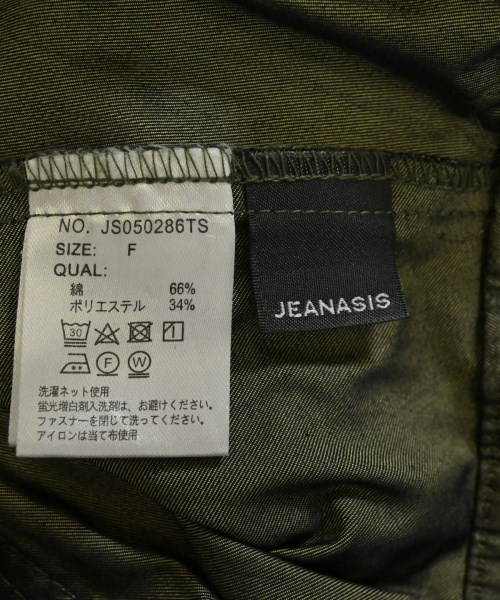 NO. JS050286TS
SIZE: F
QUAL:
綿 66%
ポリエステル 34%
30
F W
洗濯ネット使用
蛍光増白剤入洗剤は、お避けください。
ファスナーを閉じて洗ってください。
アイロンは当て布使用
JEANASIS